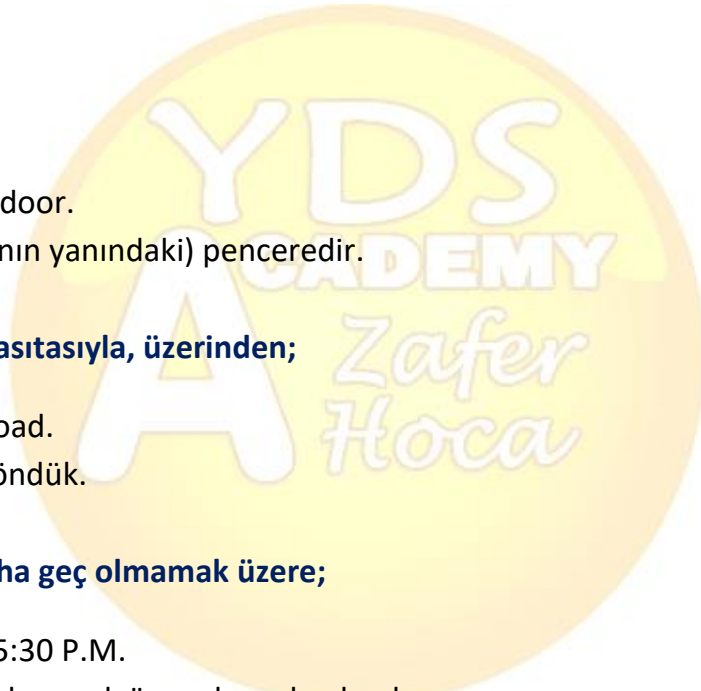 YDS
ACADEMY
Zafer
Hoca
door.
nın yanındaki) penceredir.
asıtasıyla, üzerinden;
oad.
öndük.
ha geç olmamak üzere;
5:30 P.M.